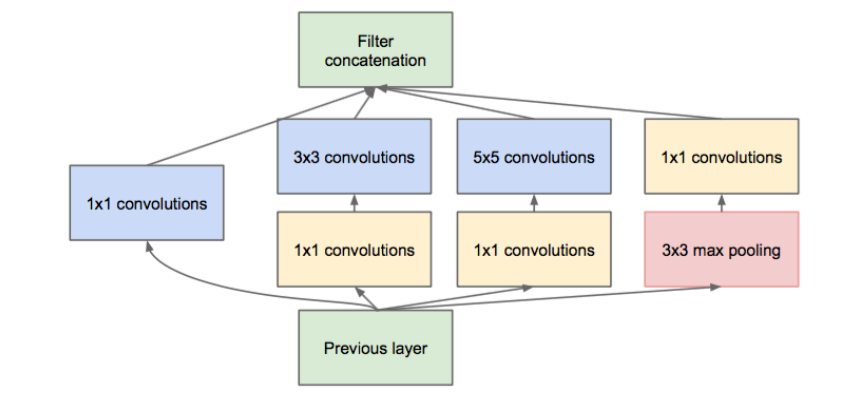 Filter
concatenation
3x3 convolutions
5x5 convolutions
1x1 convolutions
1x1 convolutions
1x1 convolutions
1x1 convolutions
3x3 max pooling
Previous layer